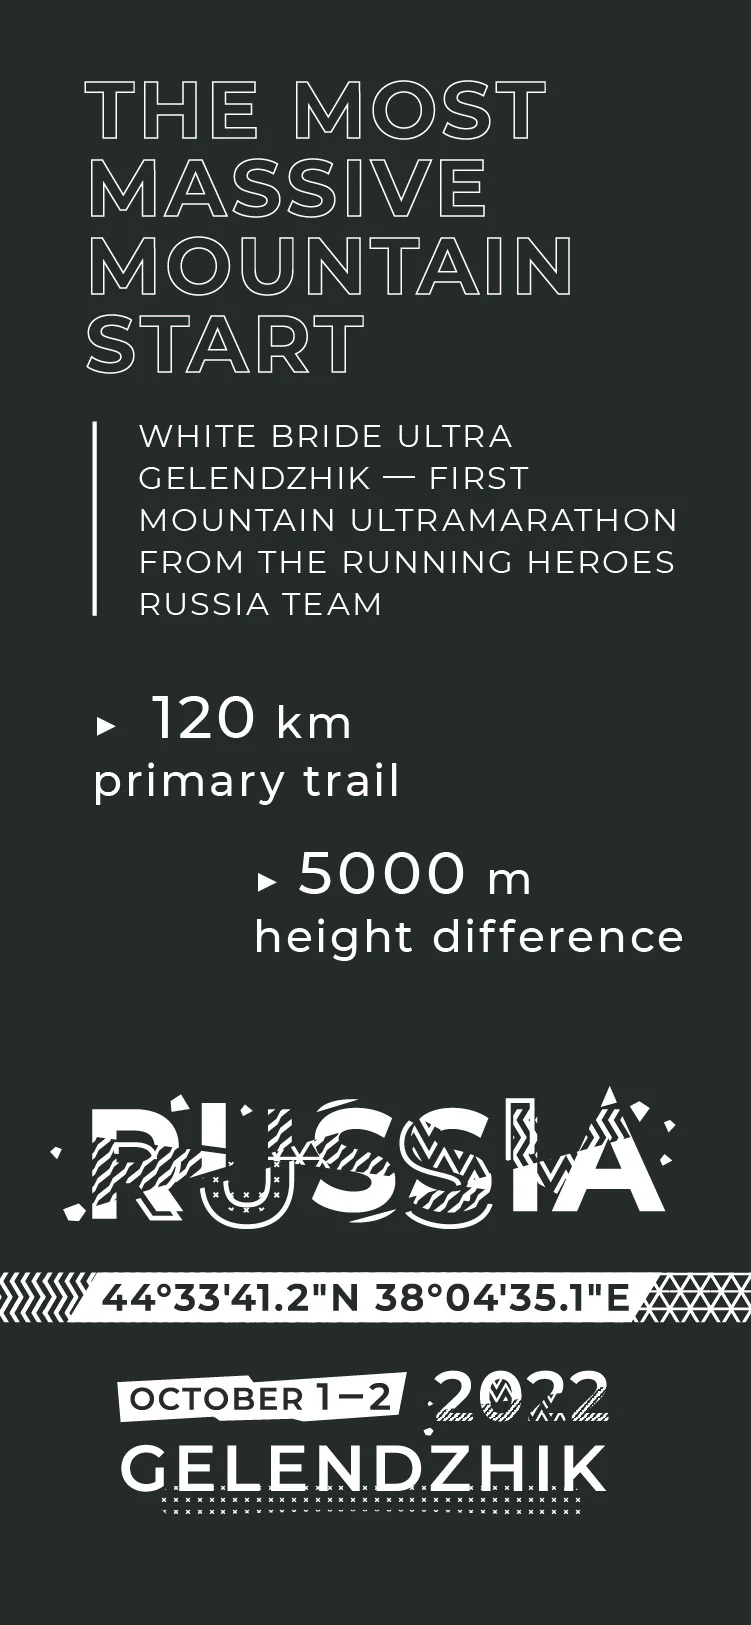 THE MOST
MASSIVE
MOUNTAIN
START
WHITE BRIDE ULTRA
GELENDZHIK — FIRST
MOUNTAIN ULTRAMARATHON
FROM THE RUNNING HEROES
RUSSIA TEAM
▸ 120 km
primary trail
▸ 5000 m
height difference
RUSSIA
44°33'41.2"N 38°04'35.1"E
OCTOBER 1–2 2022
GELENDZHIK